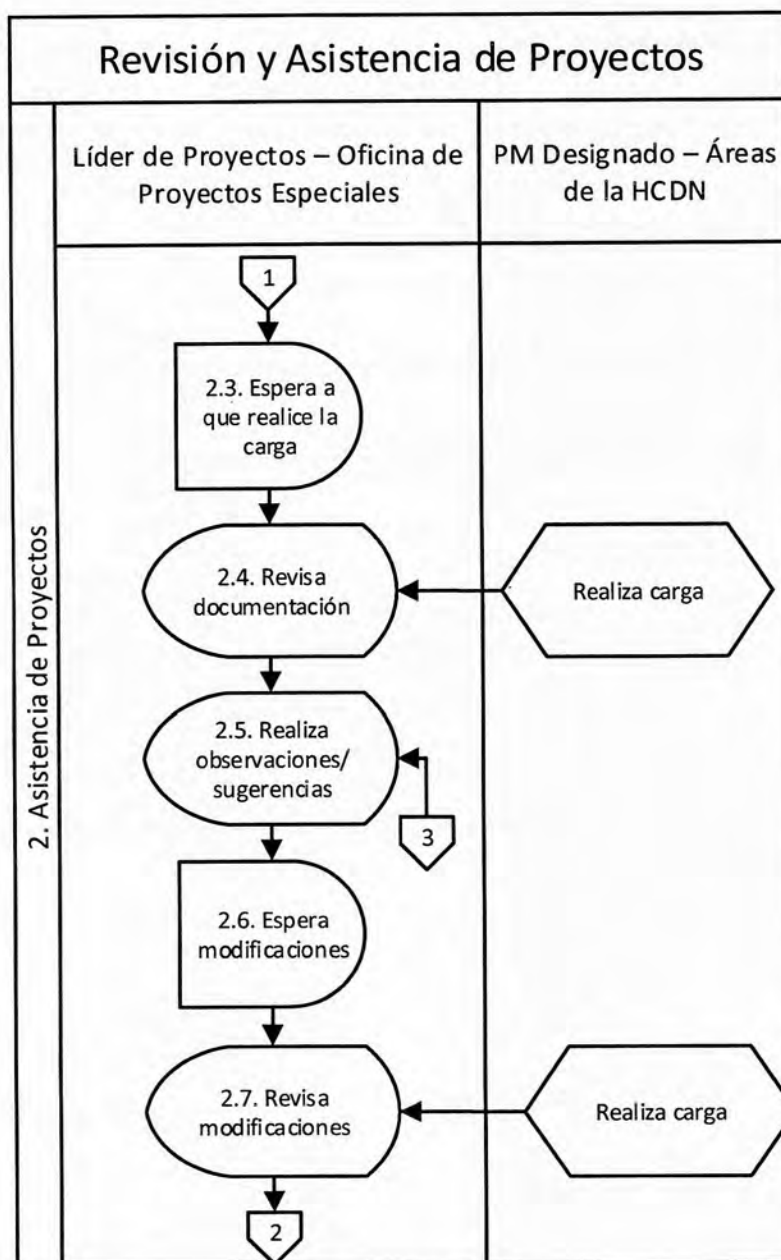 Revisión y Asistencia de Proyectos
Líder de Proyectos – Oficina de
Proyectos Especiales
PM Designado – Áreas
de la HCDN
2. Asistencia de Proyectos
1
2.3. Espera a
que realice la
carga
2.4. Revisa
documentación
Realiza carga
2.5. Realiza
observaciones/
sugerencias
3
2.6. Espera
modificaciones
2.7. Revisa
modificaciones
Realiza carga
2